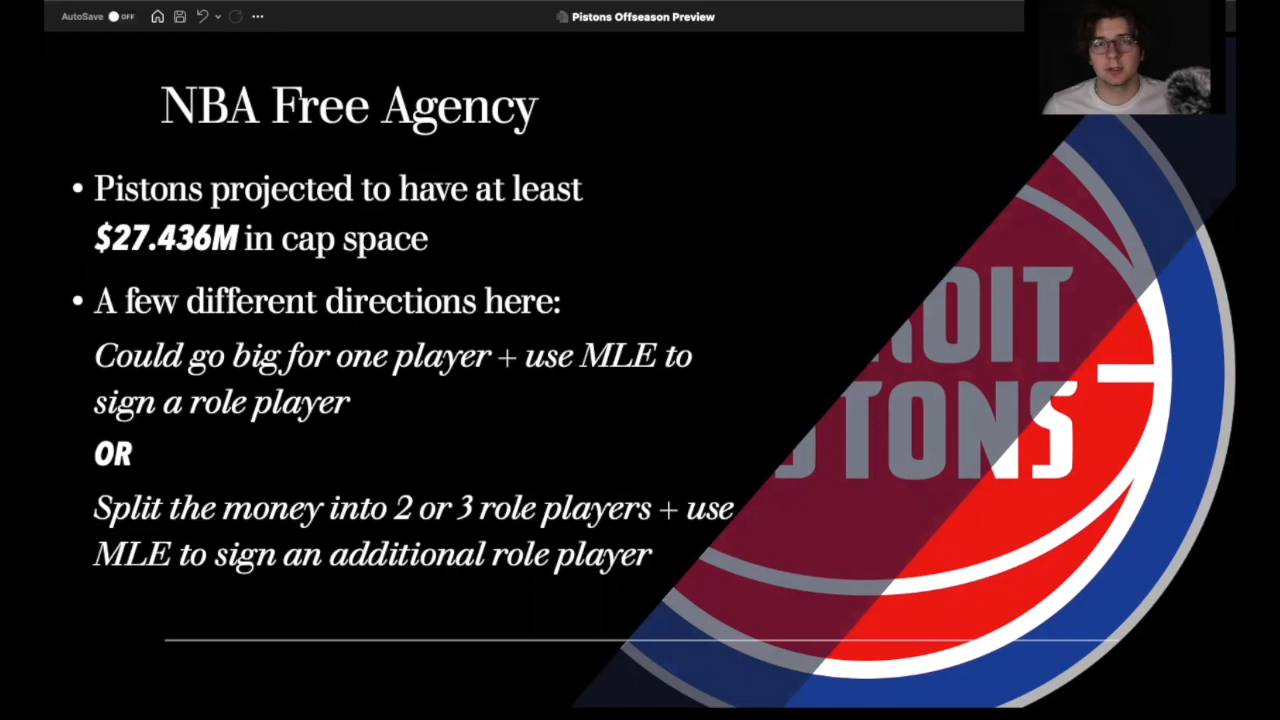 AutoSave OFF
Pistons Offseason Preview
NBA Free Agency
• Pistons projected to have at least
$27.436M in cap space
• A few different directions here:
Could go big for one player + use MLE to
sign a role player
OR
Split the money into 2 or 3 role players + use
MLE to sign an additional role player
ROIT
STONS